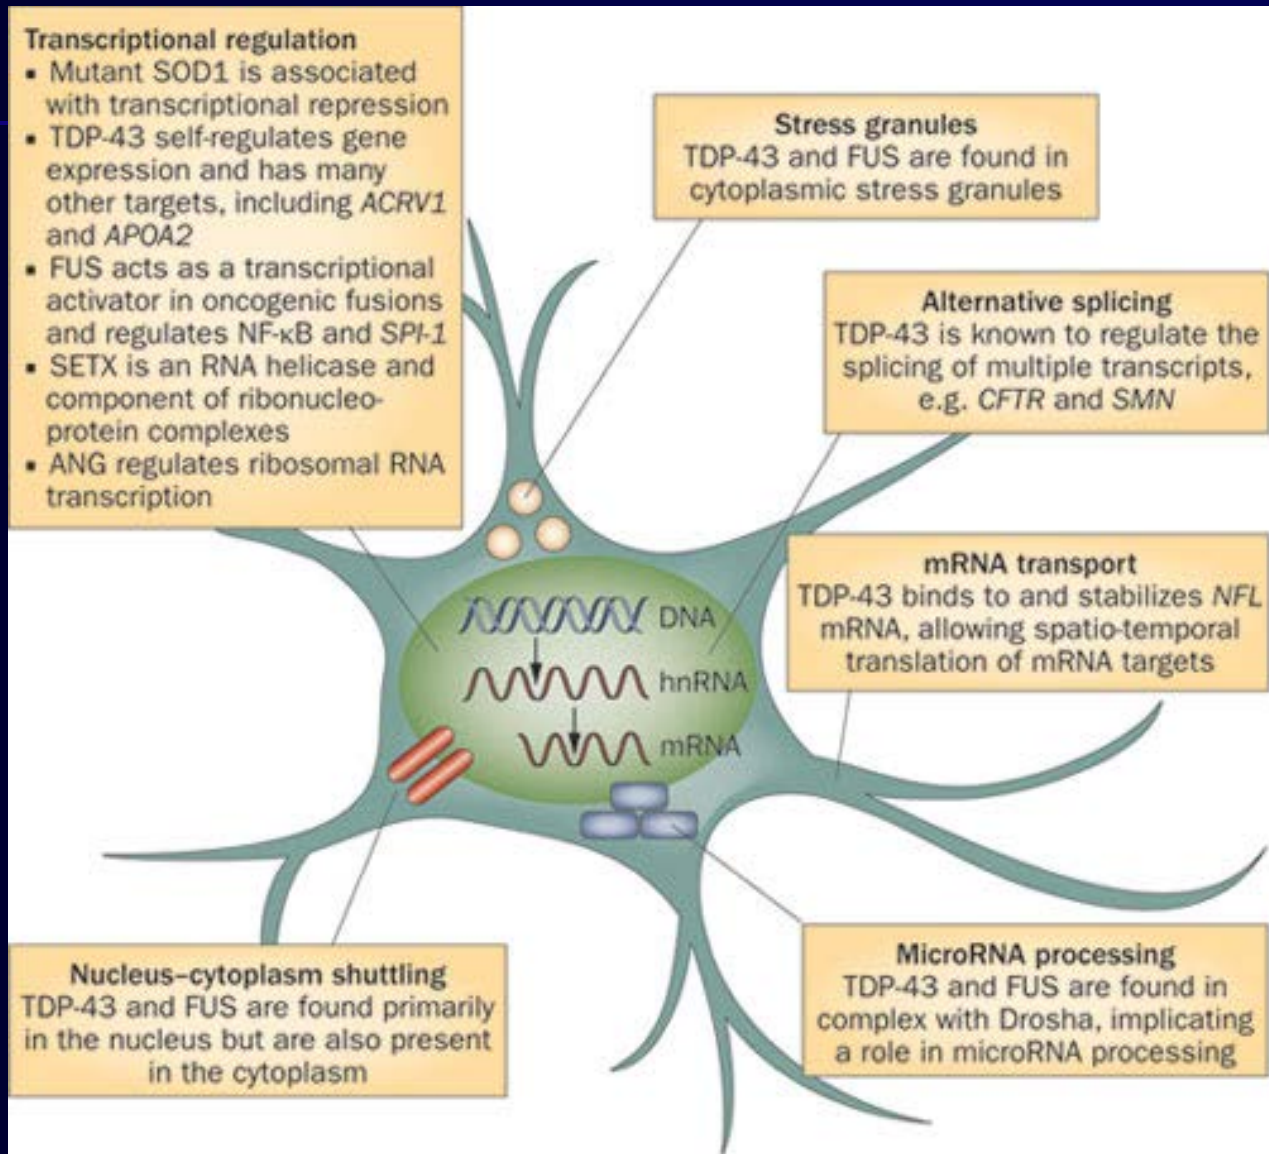 Transcriptional regulation
▪ Mutant SOD1 is associated
with transcriptional repression
▪ TDP-43 self-regulates gene
expression and has many
other targets, including ACRV1
and APOA2
▪ FUS acts as a transcriptional
activator in oncogenic fusions
and regulates NF-κB and SPI-1
▪ SETX is an RNA helicase and
component of ribonucleo-
protein complexes
▪ ANG regulates ribosomal RNA
transcription
Stress granules
TDP-43 and FUS are found in
cytoplasmic stress granules
Alternative splicing
TDP-43 is known to regulate the
splicing of multiple transcripts,
e.g. CFTR and SMN
mRNA transport
TDP-43 binds to and stabilizes NFL
mRNA, allowing spatio-temporal
translation of mRNA targets
DNA
hnRNA
mRNA
Nucleus–cytoplasm shuttling
TDP-43 and FUS are found primarily
in the nucleus but are also present
in the cytoplasm
MicroRNA processing
TDP-43 and FUS are found in
complex with Drosha, implicating
a role in microRNA processing